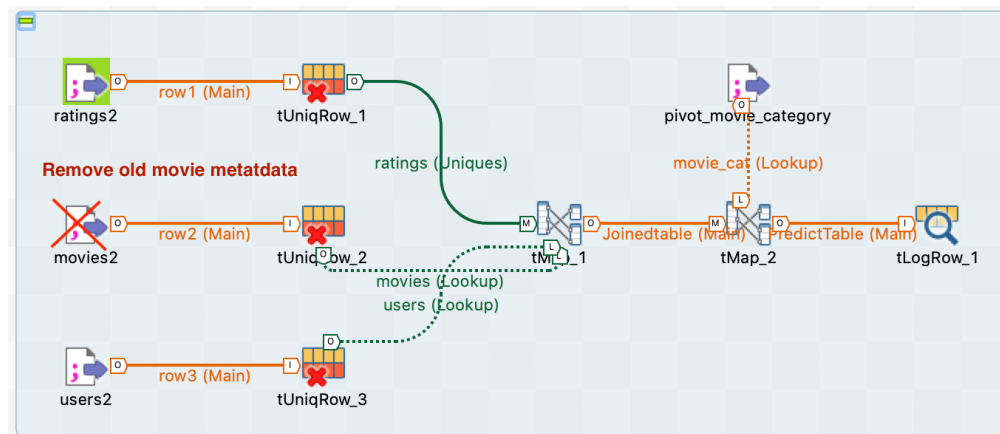 O
row1 (Main)
I
O
ratings2
tUniqRow_1
O
pivot_movie_category
ratings (Uniques)
movie_cat (Lookup)
Remove old movie metatdata
L
O
row2 (Main)
I
M
O
Joinedtable (Main)
M
O
PredictTable (Main)
I
movies2
tUniqRow_2
O
L
L
tMap_1
tMap_2
tLogRow_1
movies (Lookup)
users (Lookup)
O
O
row3 (Main)
I
users2
tUniqRow_3